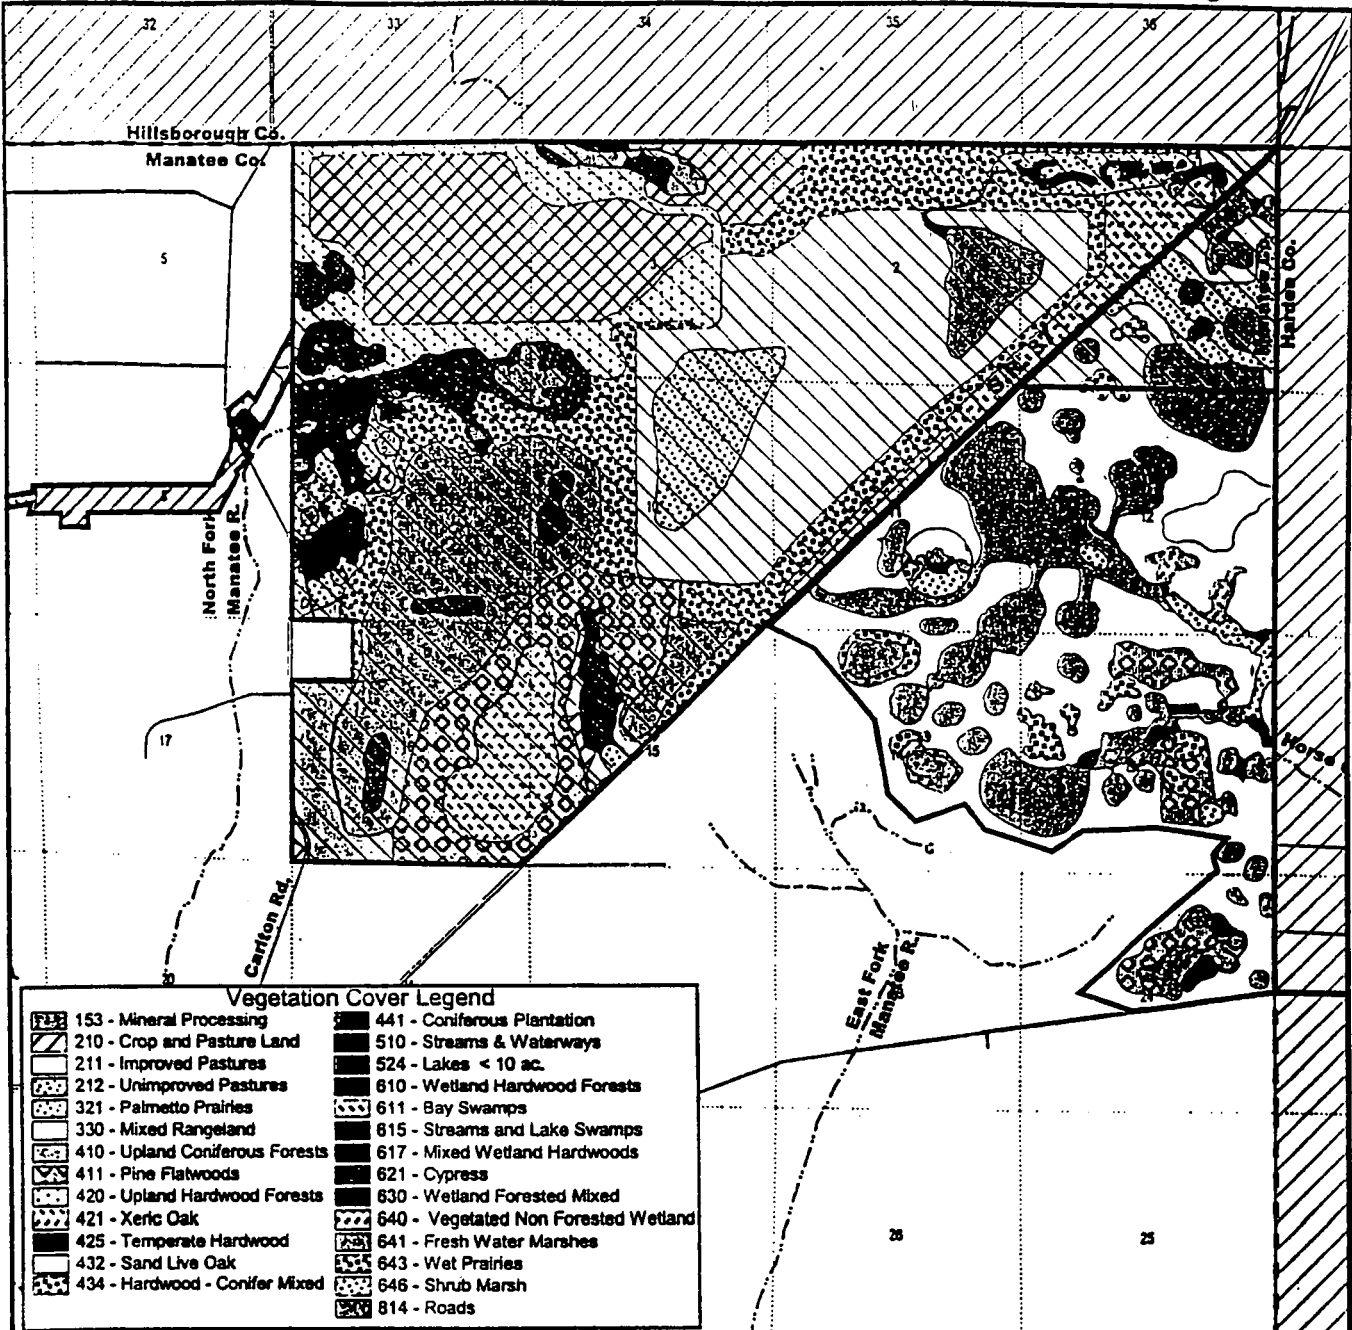 32
33
34
35
36
Hillsborough Co.
Manatee Co.
5
2
Manatee Co.
Hardee Co.
10
12
North Fork
Manatee R.
17
15
Horse
Carlton Rd,
East Fork
Manatee R.
26
25
Vegetation Cover Legend
153 - Mineral Processing
210 - Crop and Pasture Land
211 - Improved Pastures
212 - Unimproved Pastures
321 - Palmetto Prairies
330 - Mixed Rangeland
410 - Upland Coniferous Forests
411 - Pine Flatwoods
420 - Upland Hardwood Forests
421 - Xeric Oak
425 - Temperate Hardwood
432 - Sand Live Oak
434 - Hardwood - Conifer Mixed
441 - Coniferous Plantation
510 - Streams & Waterways
524 - Lakes < 10 ac.
610 - Wetland Hardwood Forests
611 - Bay Swamps
615 - Streams and Lake Swamps
617 - Mixed Wetland Hardwoods
621 - Cypress
630 - Wetland Forested Mixed
640 - Vegetated Non Forested Wetland
641 - Fresh Water Marshes
643 - Wet Prairies
646 - Shrub Marsh
814 - Roads